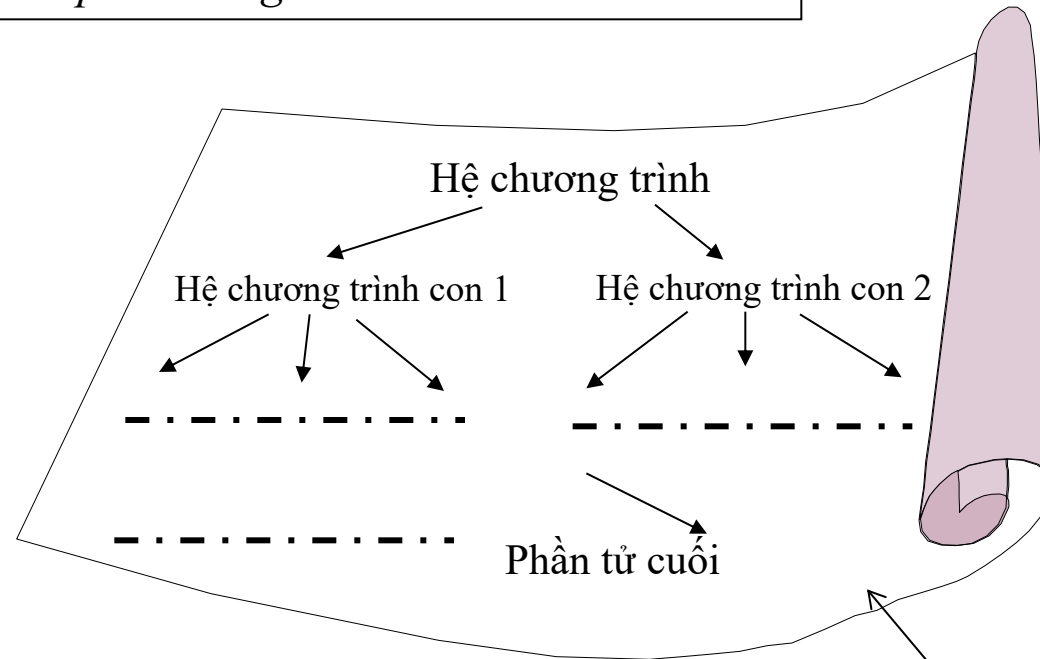 Hệ chương trình
Hệ chương trình con 1 Hệ chương trình con 2
Phần tử cuối